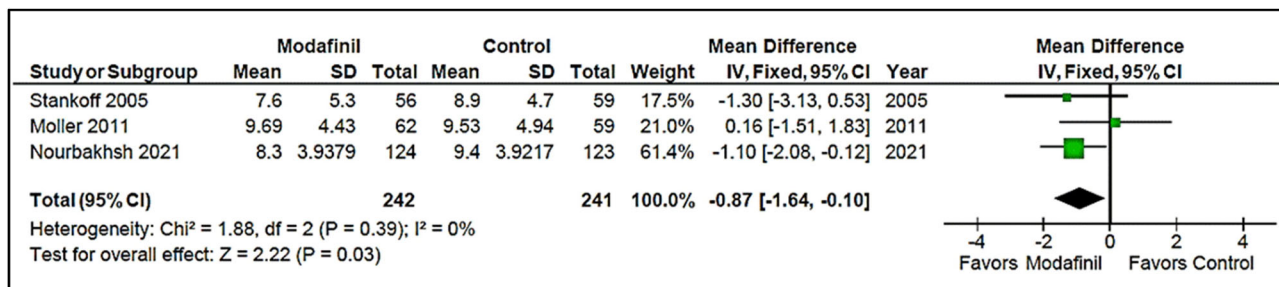 Modafinil Control Mean Difference Mean Difference
Study or Subgroup Mean SD Total Mean SD Total Weight IV, Fixed, 95% CI Year IV, Fixed, 95% CI
Stankoff 2005 7.6 5.3 56 8.9 4.7 59 17.5% -1.30 [-3.13, 0.53] 2005
Moller 2011 9.69 4.43 62 9.53 4.94 59 21.0% 0.16 [-1.51, 1.83] 2011
Nourbakhsh 2021 8.3 3.9379 124 9.4 3.9217 123 61.4% -1.10 [-2.08, -0.12] 2021
Total (95% CI) 242 241 100.0% -0.87 [-1.64, -0.10]
Heterogeneity: Chi² = 1.88, df = 2 (P = 0.39); I² = 0%
Test for overall effect: Z = 2.22 (P = 0.03)
-4 -2 0 2 4
Favors Modafinil Favors Control